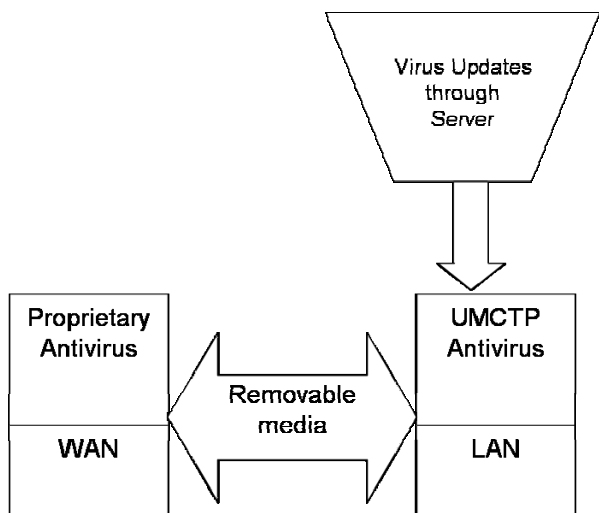 Virus Updates
through
Server
Proprietary
Antivirus
UMCTP
Antivirus
Removable
media
WAN
LAN